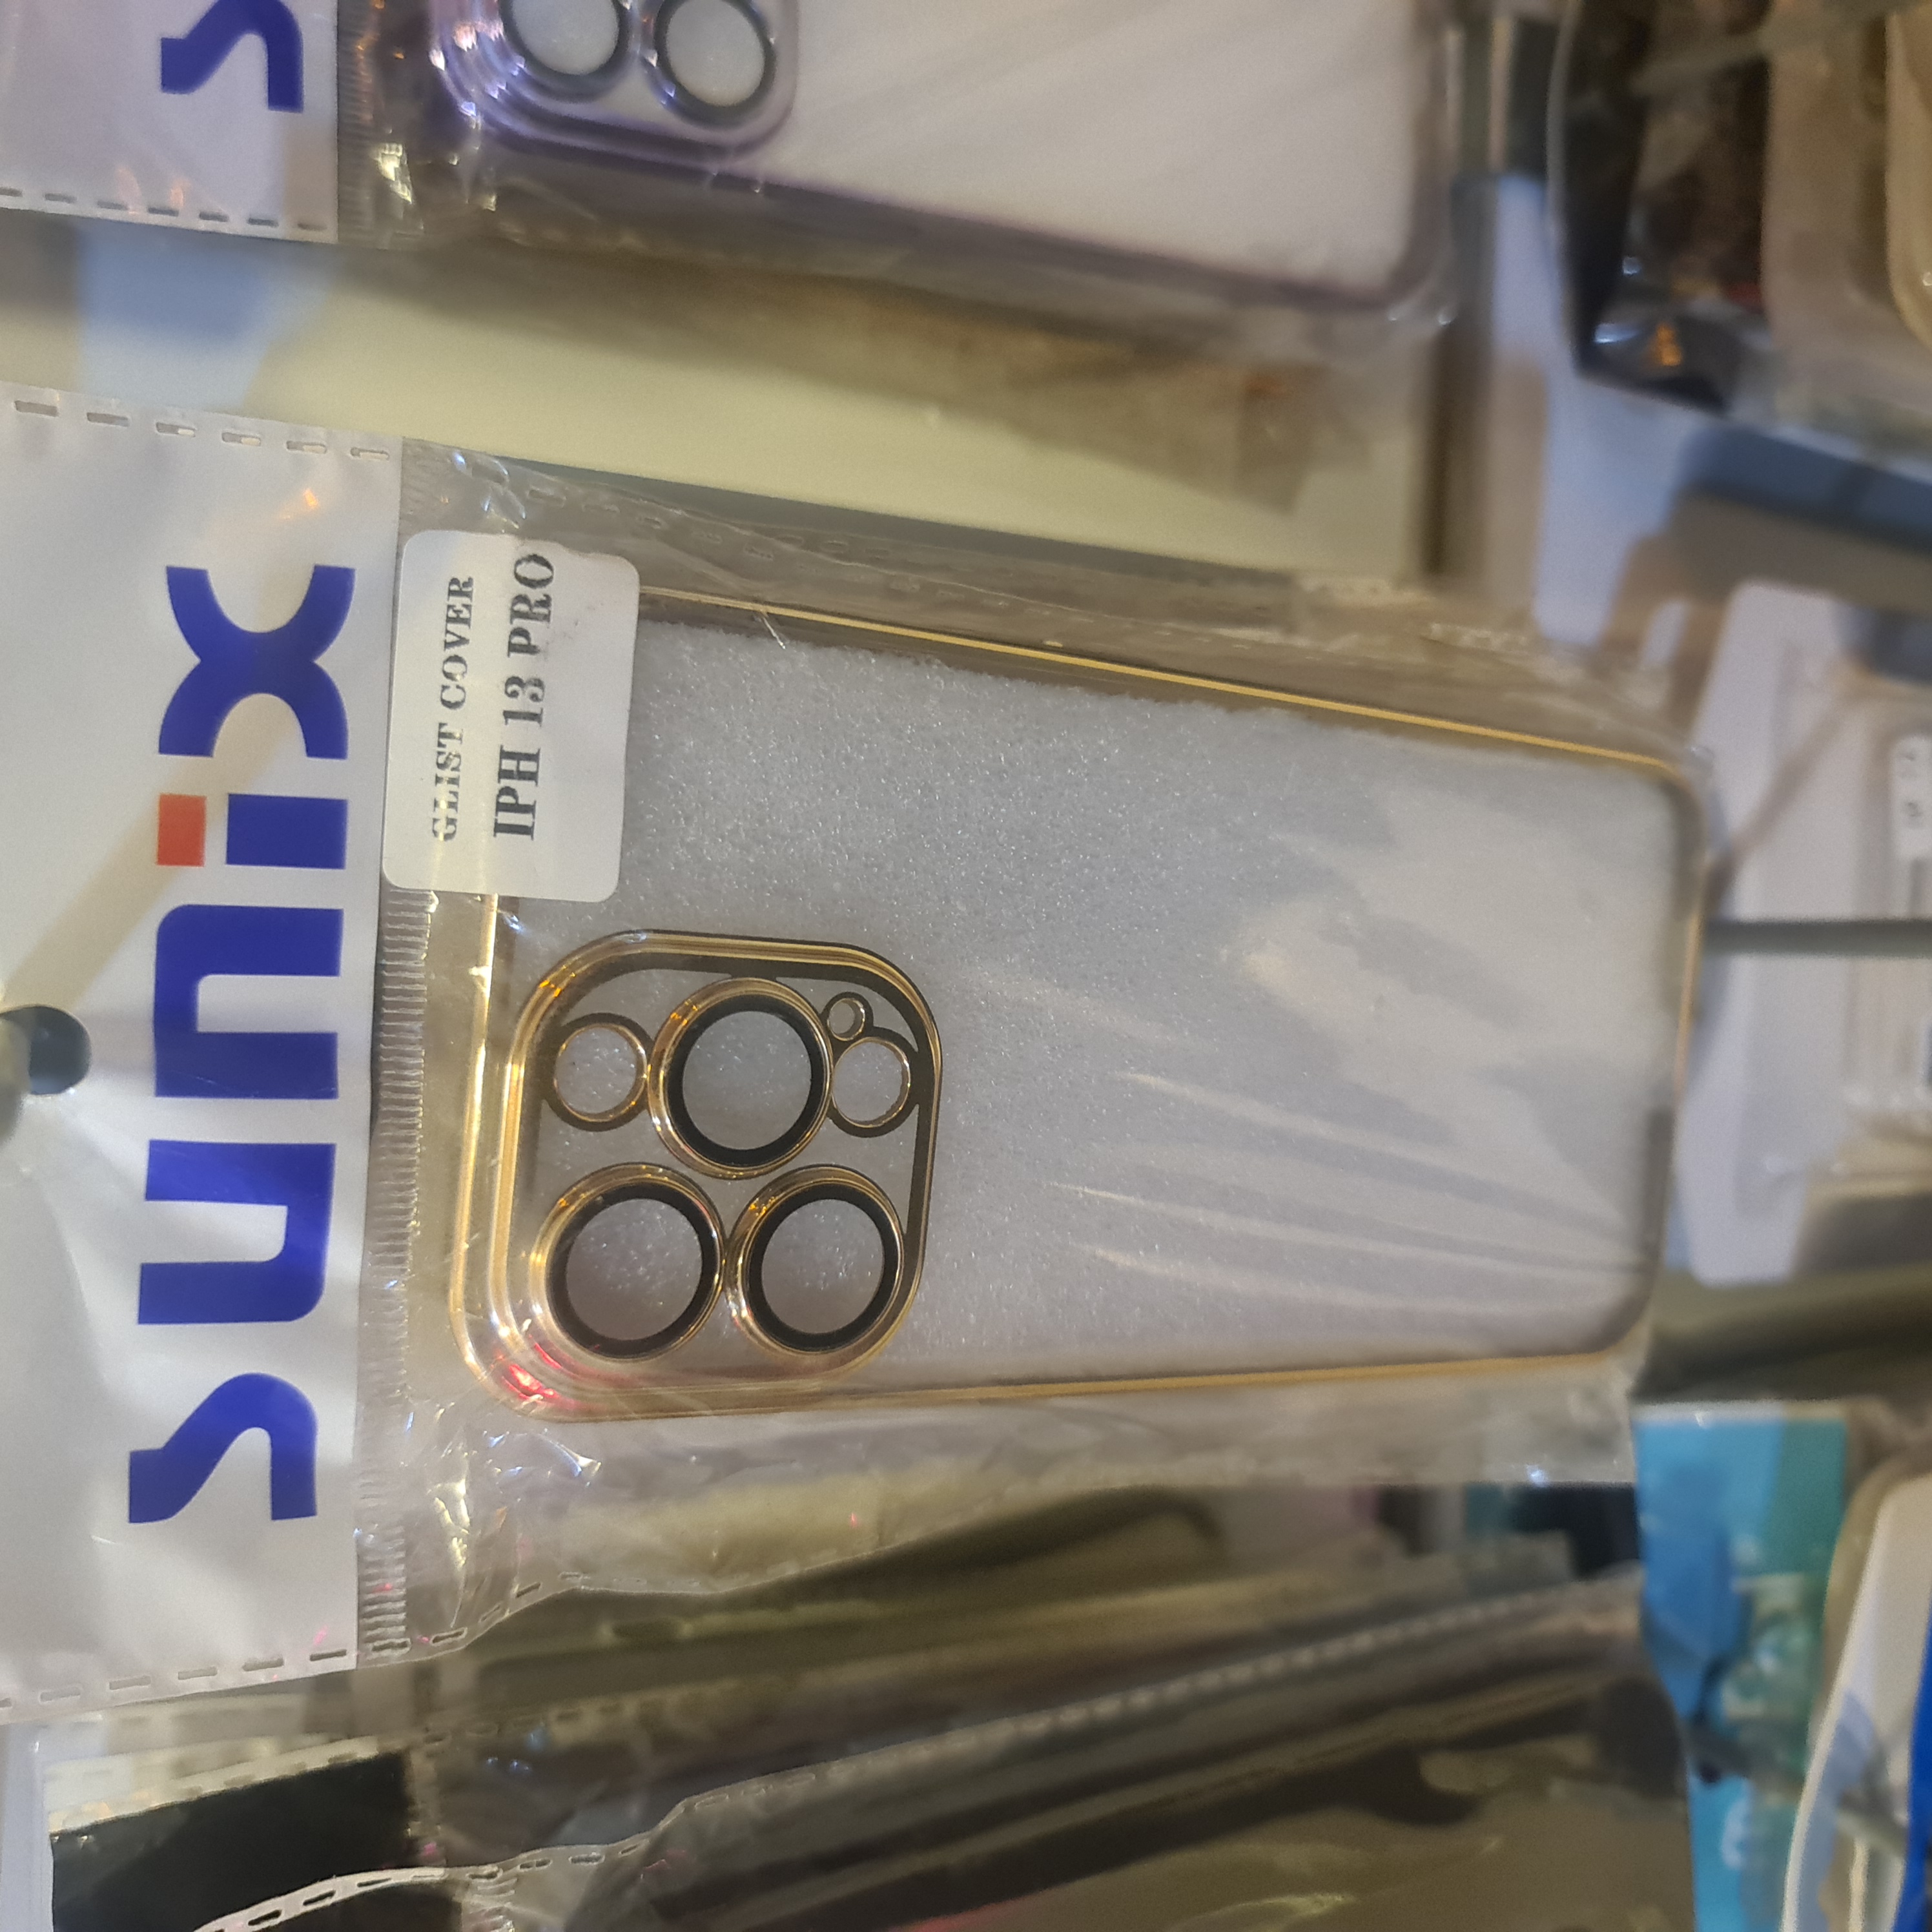 sunix
GLIST COVER
IPH 13 PRO
s